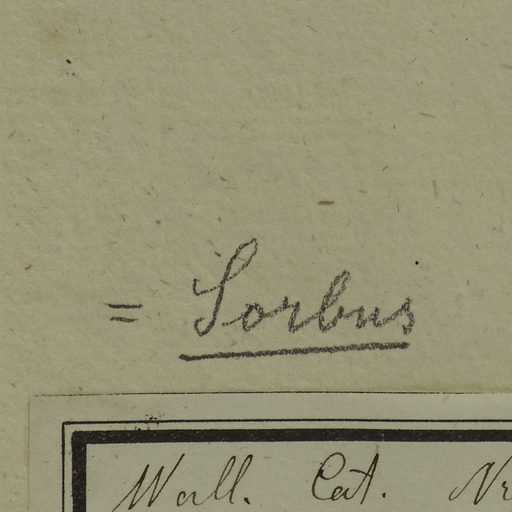 = Sorbus
Wall. Cat. Nr